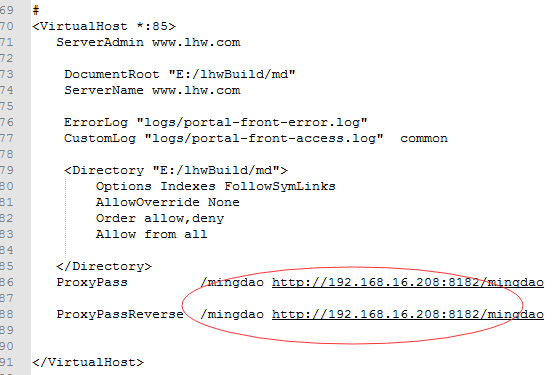 69 #
70 <VirtualHost *:85>
71 ServerAdmin www.lhw.com
72
73 DocumentRoot "E:/lhwBuild/md"
74 ServerName www.lhw.com
75
76 ErrorLog "logs/portal-front-error.log"
77 CustomLog "logs/portal-front-access.log" common
78
79 <Directory "E:/lhwBuild/md">
80 Options Indexes FollowSymLinks
81 AllowOverride None
82 Order allow,deny
83 Allow from all
84
85 </Directory>
86 ProxyPass /mingdao http://192.168.16.208:8182/mingdao
87
88 ProxyPassReverse /mingdao http://192.168.16.208:8182/mingdao
89
90
91 </VirtualHost>